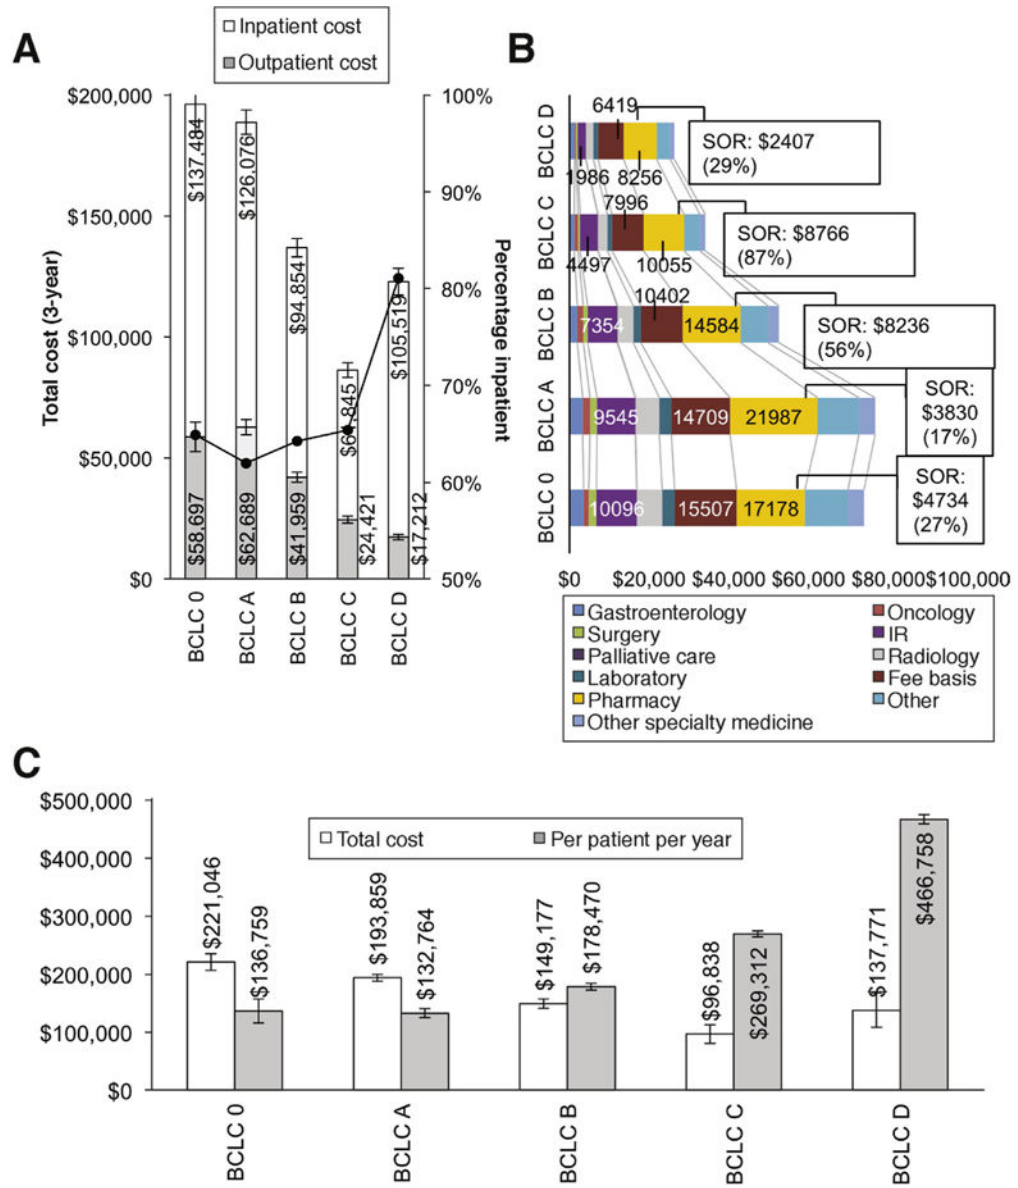 A
Inpatient cost
Outpatient cost
$200,000
$150,000
$100,000
$50,000
$0
Total cost (3-year)
100%
90%
80%
70%
60%
50%
Percentage inpatient
$137,484
$126,076
$94,854
$105,519
$58,697
$62,689
$41,959
$24,421
$17,212
BCLC 0
BCLC A
BCLC B
BCLC C
BCLC D
B
BCLC D
6419
1986
8256
SOR: $2407
(29%)
BCLC C
7996
4497
10055
SOR: $8766
(87%)
BCLC B
10402
7354
14584
SOR: $8236
(56%)
BCLC A
9545
14709
21987
SOR:
$3830
(17%)
BCLC 0
10096
15507
17178
SOR:
$4734
(27%)
$0
$20,000
$40,000
$60,000
$80,000
$100,000
Gastroenterology
Oncology
Surgery
IR
Palliative care
Radiology
Laboratory
Fee basis
Pharmacy
Other
Other specialty medicine
C
$500,000
$400,000
$300,000
$200,000
$100,000
$0
Total cost
Per patient per year
$221,046
$136,759
$193,859
$132,764
$149,177
$178,470
$96,838
$269,312
$137,771
$466,758
BCLC 0
BCLC A
BCLC B
BCLC C
BCLC D